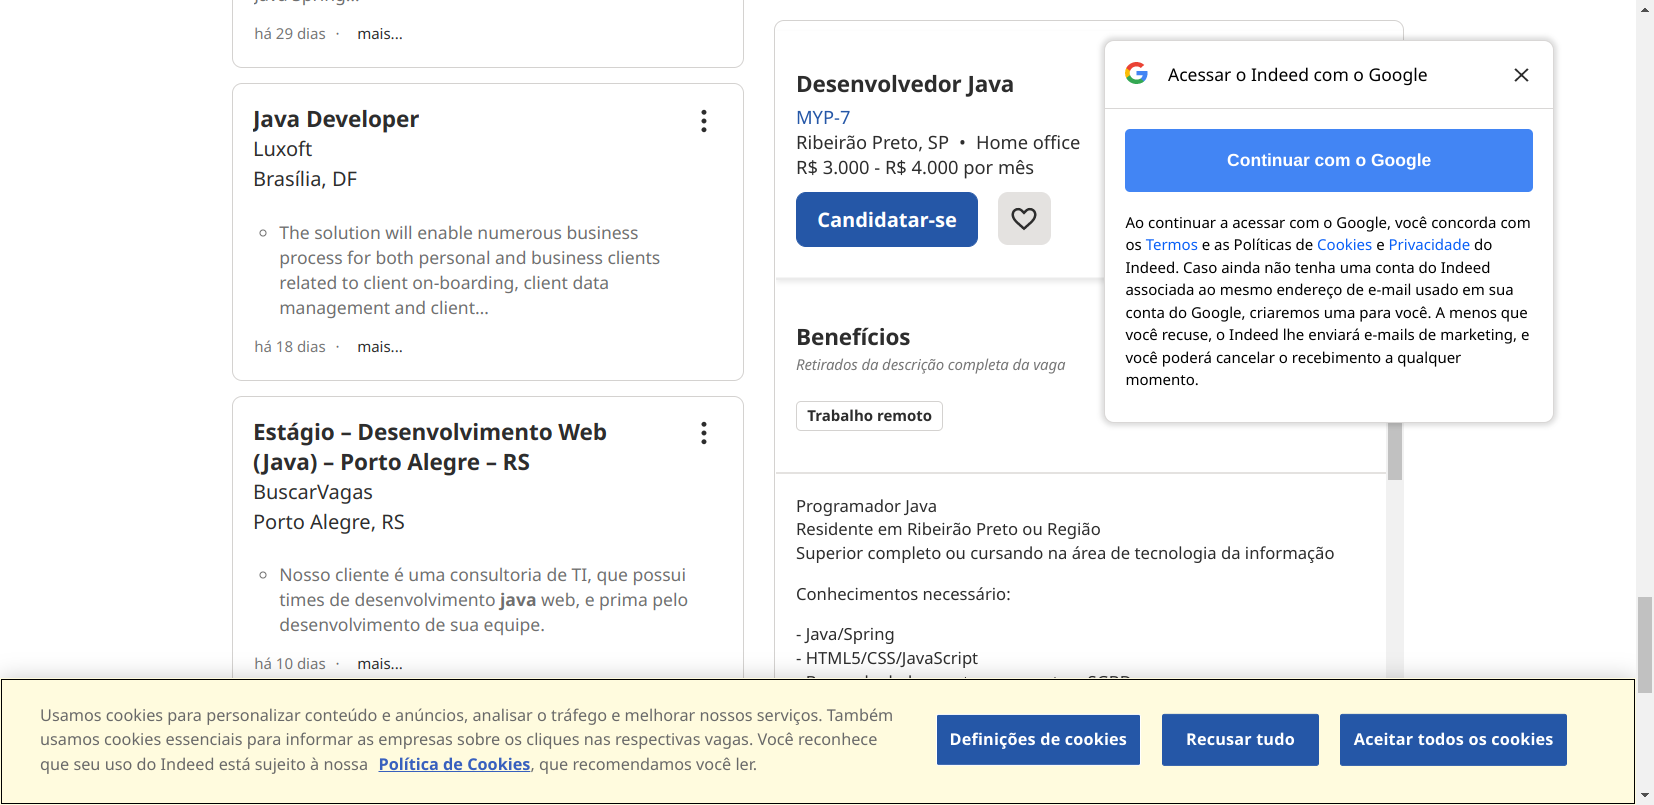 há 29 dias · mais...
Java Developer
Luxoft
Brasília, DF
The solution will enable numerous business
process for both personal and business clients
related to client on-boarding, client data
management and client...
há 18 dias · mais...
Estágio – Desenvolvimento Web
(Java) – Porto Alegre – RS
BuscarVagas
Porto Alegre, RS
Nosso cliente é uma consultoria de TI, que possui
times de desenvolvimento java web, e prima pelo
desenvolvimento de sua equipe.
há 10 dias · mais...
Desenvolvedor Java
MYP-7
Ribeirão Preto, SP • Home office
R$ 3.000 - R$ 4.000 por mês
Candidatar-se
Benefícios
Retirados da descrição completa da vaga
Trabalho remoto
Programador Java
Residente em Ribeirão Preto ou Região
Superior completo ou cursando na área de tecnologia da informação
Conhecimentos necessário:
- Java/Spring
- HTML5/CSS/JavaScript
Acessar o Indeed com o Google
Continuar com o Google
Ao continuar a acessar com o Google, você concorda com
os Termos e as Políticas de Cookies e Privacidade do
Indeed. Caso ainda não tenha uma conta do Indeed
associada ao mesmo endereço de e-mail usado em sua
conta do Google, criaremos uma para você. A menos que
você recuse, o Indeed lhe enviará e-mails de marketing, e
você poderá cancelar o recebimento a qualquer
momento.
Usamos cookies para personalizar conteúdo e anúncios, analisar o tráfego e melhorar nossos serviços. Também
usamos cookies essenciais para informar as empresas sobre os cliques nas respectivas vagas. Você reconhece
que seu uso do Indeed está sujeito à nossa Política de Cookies, que recomendamos você ler.
Definições de cookies
Recusar tudo
Aceitar todos os cookies